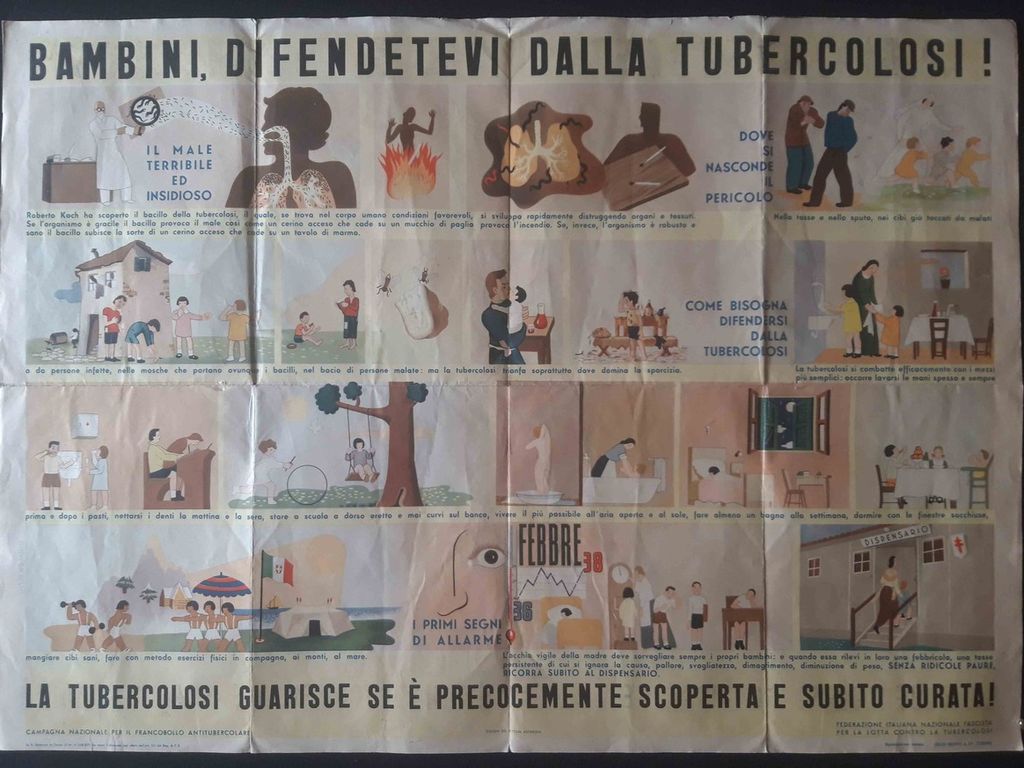 BAMBINI, DIFENDETEVI DALLA TUBERCOLOSI !
IL MALE
TERRIBILE
ED
INSIDIOSO
DOVE
SI
NASCONDE
IL
PERICOLO
Roberto Koch ha scoperto il bacillo della tubercolosi, il quale, se trova nel corpo umano condizioni favorevoli, si sviluppa rapidamente distruggendo organi e tessuti.
Se l'organismo è gracile il bacillo provoca il male così come un cerino acceso che cade su un mucchio di paglia provoca l'incendio. Se, invece, l'organismo è robusto e
sano il bacillo subisce la sorte di un cerino acceso che cade su un tavolo di marmo.
Nella tosse e nello sputo, nei cibi già toccati da malati
COME BISOGNA
DIFENDERSI
DALLA
TUBERCOLOSI
o da persone infette, nelle mosche che portano ovunque i bacilli, nel bacio di persone malate: ma la tubercolosi trionfa soprattutto dove domina la sporcizia.
La tubercolosi si combatte efficacemente con i mezzi
più semplici: occorre lavarsi le mani spesso e sempre
prima e dopo i pasti, nettarsi i denti la mattina e la sera, stare a scuola a dorso eretto e mai curvi sul banco, vivere il più possibile all'aria aperta e al sole, fare almeno un bagno alla settimana, dormire con le finestre socchiuse,
FEBBRE
38
36
DISPENSARIO
I PRIMI SEGNI
DI ALLARME
mangiare cibi sani, fare con metodo esercizi fisici in campagna, ai monti, al mare.
L'occhio vigile della madre deve sorvegliare sempre i propri bambini: e quando essa rilevi in loro una febbricola, una tosse
persistente di cui si ignora la causa, pallore, svogliatezza, dimagrimento, diminuzione di peso, SENZA RIDICOLE PAURE,
RICORRA SUBITO AL DISPENSARIO.
LA TUBERCOLOSI GUARISCE SE È PRECOCEMENTE SCOPERTA E SUBITO CURATA!
CAMPAGNA NAZIONALE PER IL FRANCOBOLLO ANTITUBERCOLARE
FEDERAZIONE ITALIANA NAZIONALE FASCISTA
PER LA LOTTA CONTRO LA TUBERCOLOSI